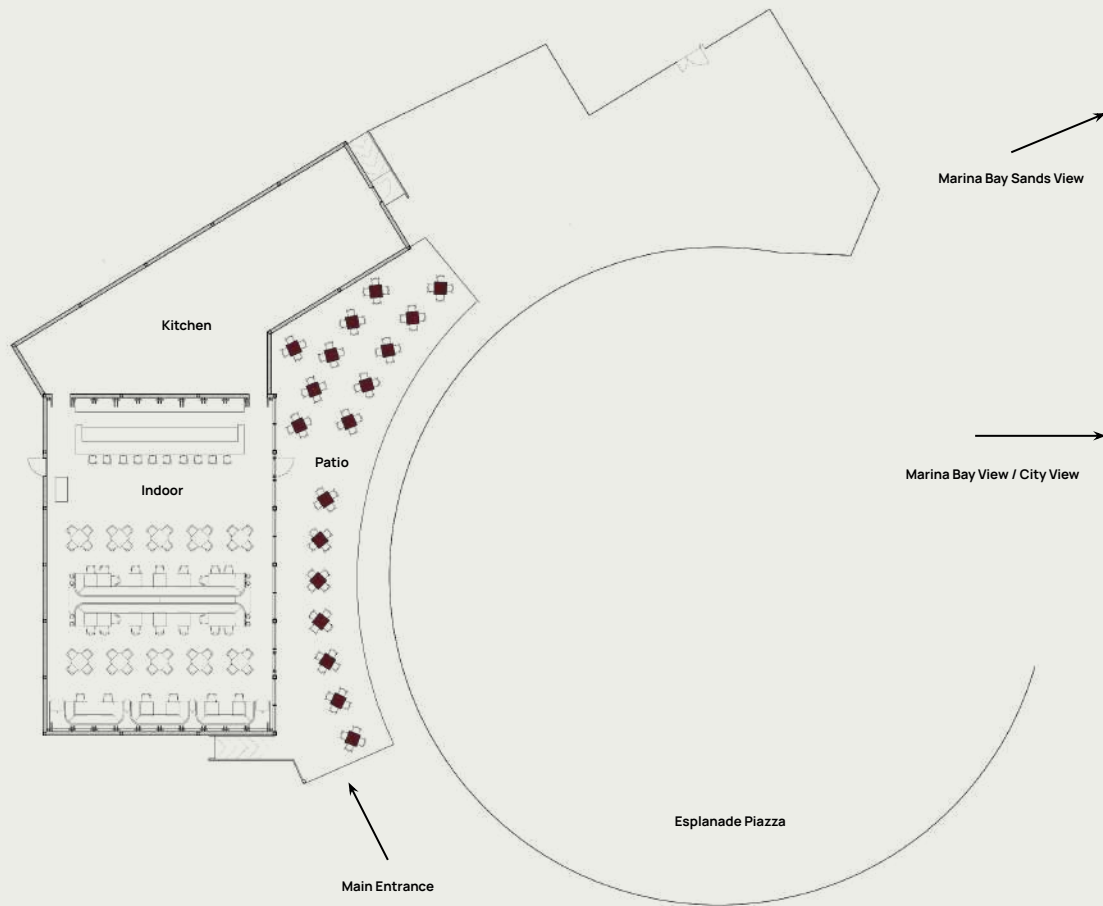 Marina Bay Sands View
Kitchen
Patio
Marina Bay View / City View
Indoor
Esplanade Piazza
Main Entrance